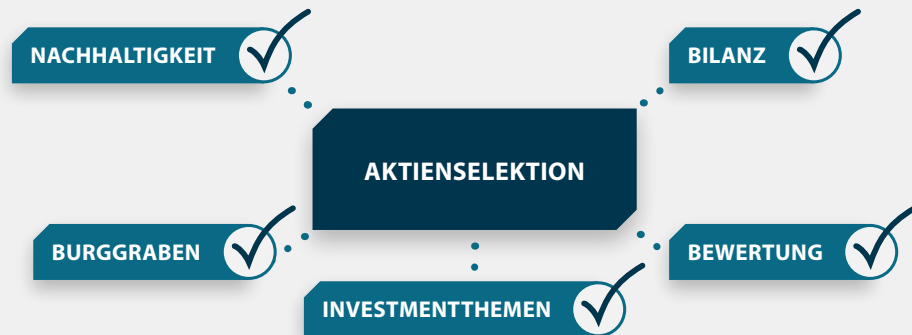 NACHHALTIGKEIT
BILANZ
AKTIENSELEKTION
BURGGRABEN
BEWERTUNG
INVESTMENTTHEMEN